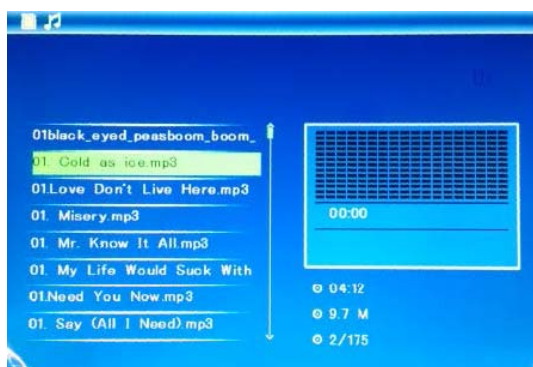 01black_eyed_peasboom_boom_
01. Cold as ice.mp3
01.Love Don't Live Here.mp3
01. Misery.mp3
01. Mr. Know It All.mp3
01. My Life Would Suck With
01.Need You Now.mp3
01. Say (All I Need).mp3
00:00
04:12
9.7 M
2/175